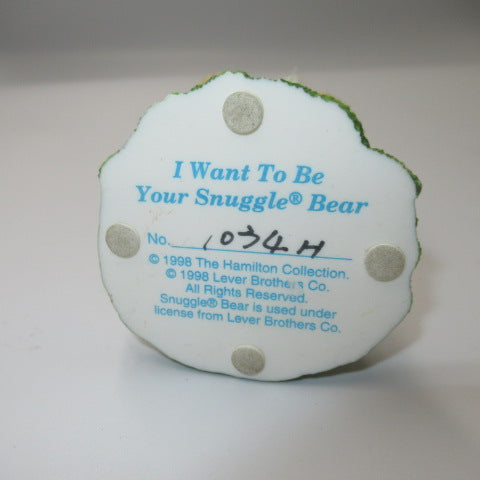 I Want To Be
Your Snuggle® Bear
No. 1034H
© 1998 The Hamilton Collection.
© 1998 Lever Brothers Co.
All Rights Reserved.
Snuggle® Bear is used under
license from Lever Brothers Co.